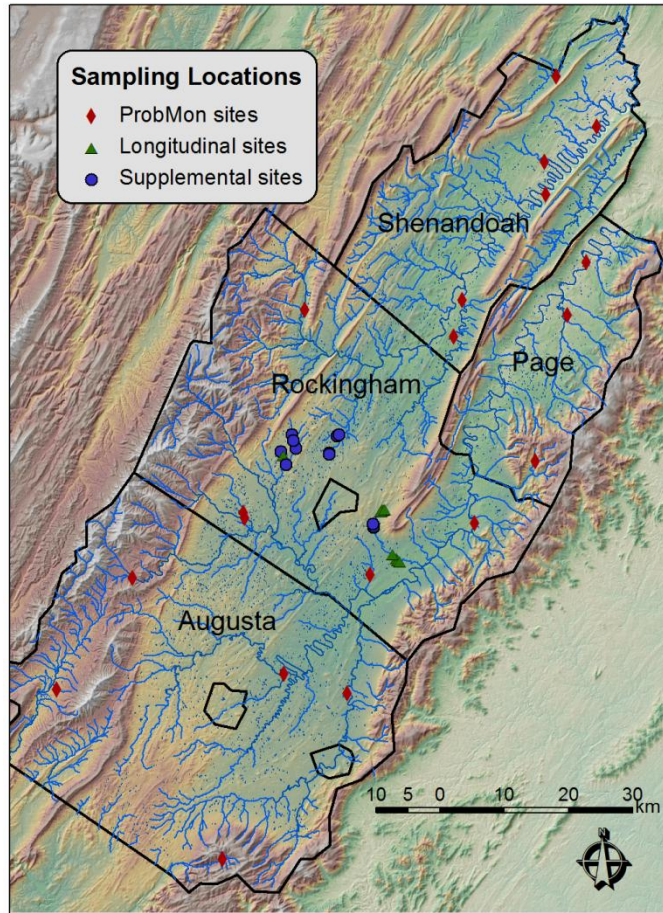 Sampling Locations
ProbMon sites
Longitudinal sites
Supplemental sites
Shenandoah
Page
Rockingham
Augusta
10 5 0 10 20 30
km
N